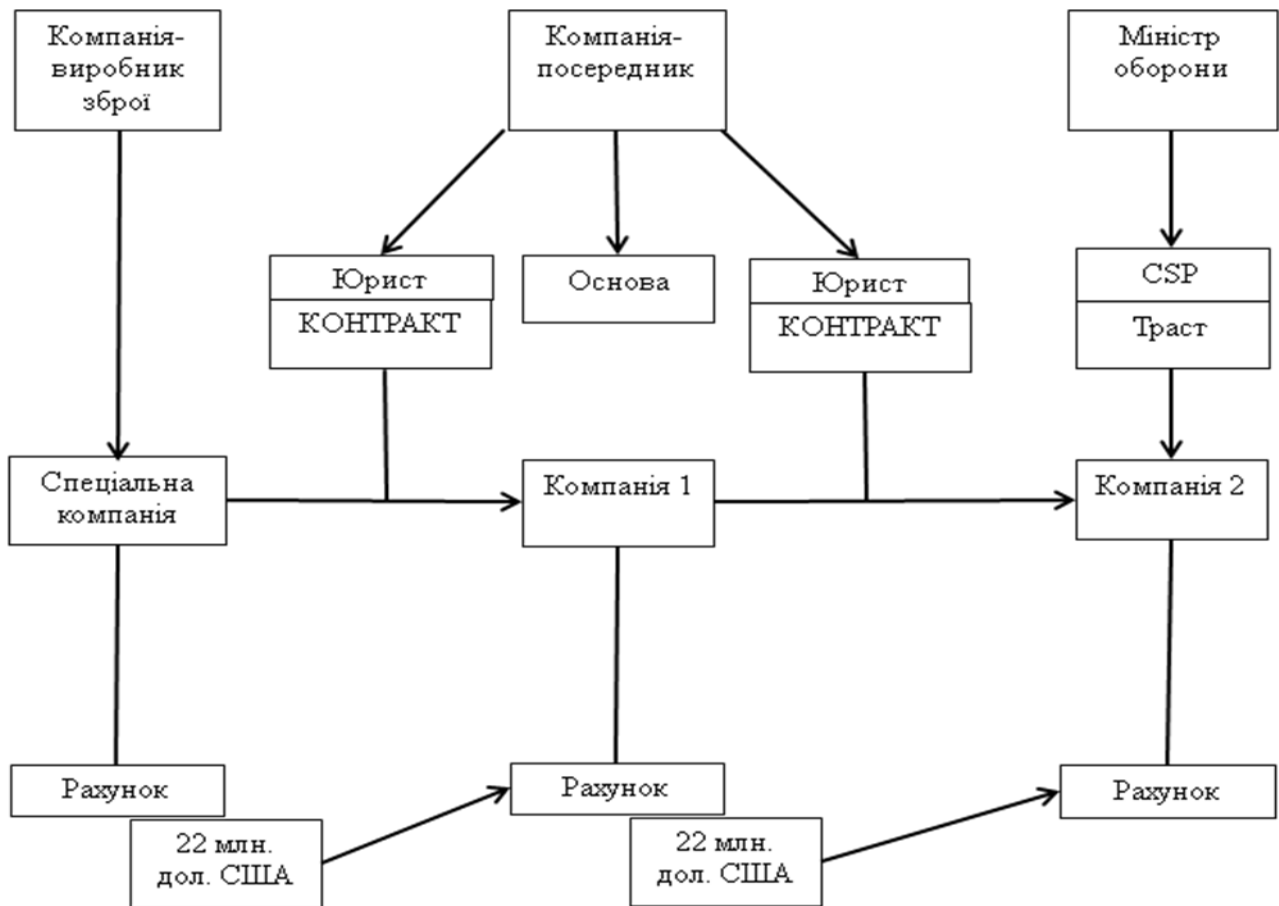 Компанія-
виробник
зброї
Компанія-
посередник
Міністр
оборони
Юрист
КОНТРАКТ
Основа
Юрист
КОНТРАКТ
CSP
Траст
Спеціальна
компанія
Компанія 1
Компанія 2
Рахунок
Рахунок
Рахунок
22 млн.
дол. США
22 млн.
дол. США